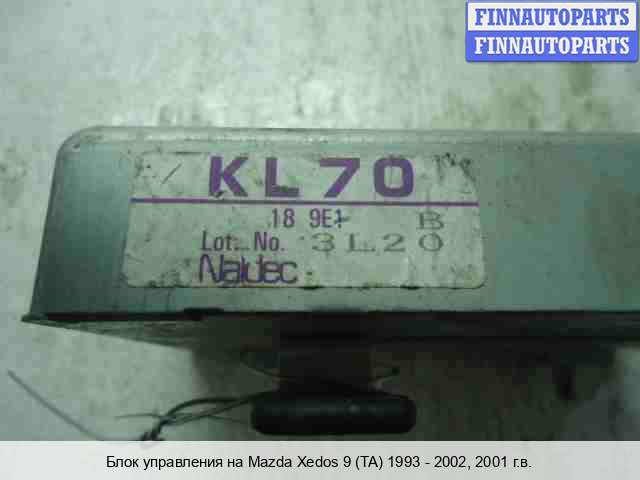 FINNAUTOPARTS
FINNAUTOPARTS
KL70
18 9E1 B
Lot. No. 3L20
Naldec
Блок управления на Mazda Xedos 9 (TA) 1993 - 2002, 2001 г.в.